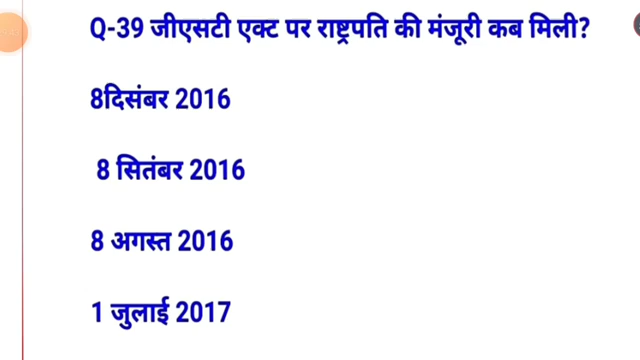 Q-39 जीएसटी एक्ट पर राष्ट्रपति की मंजूरी कब मिली?
8दिसंबर 2016
8 सितंबर 2016
8 अगस्त 2016
1 जुलाई 2017